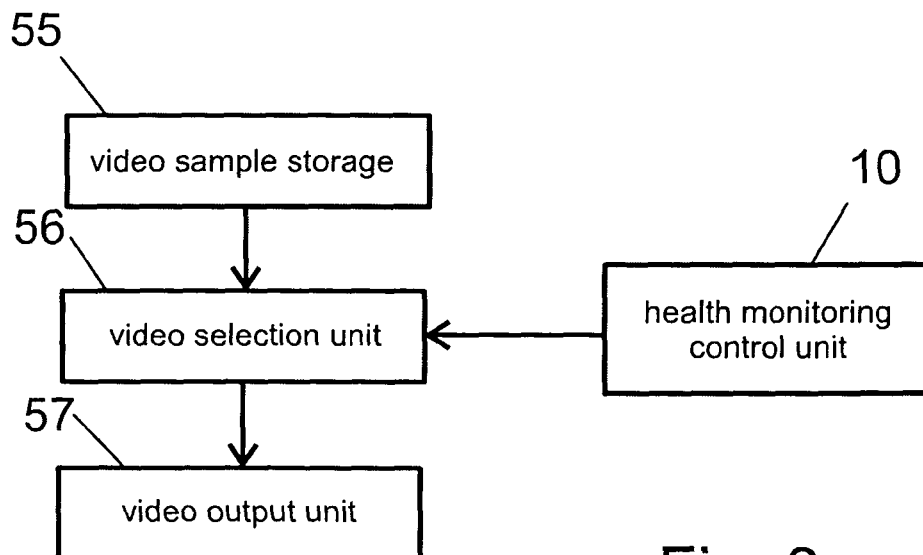 55
video sample storage
10
56
video selection unit
health monitoring
control unit
57
video output unit